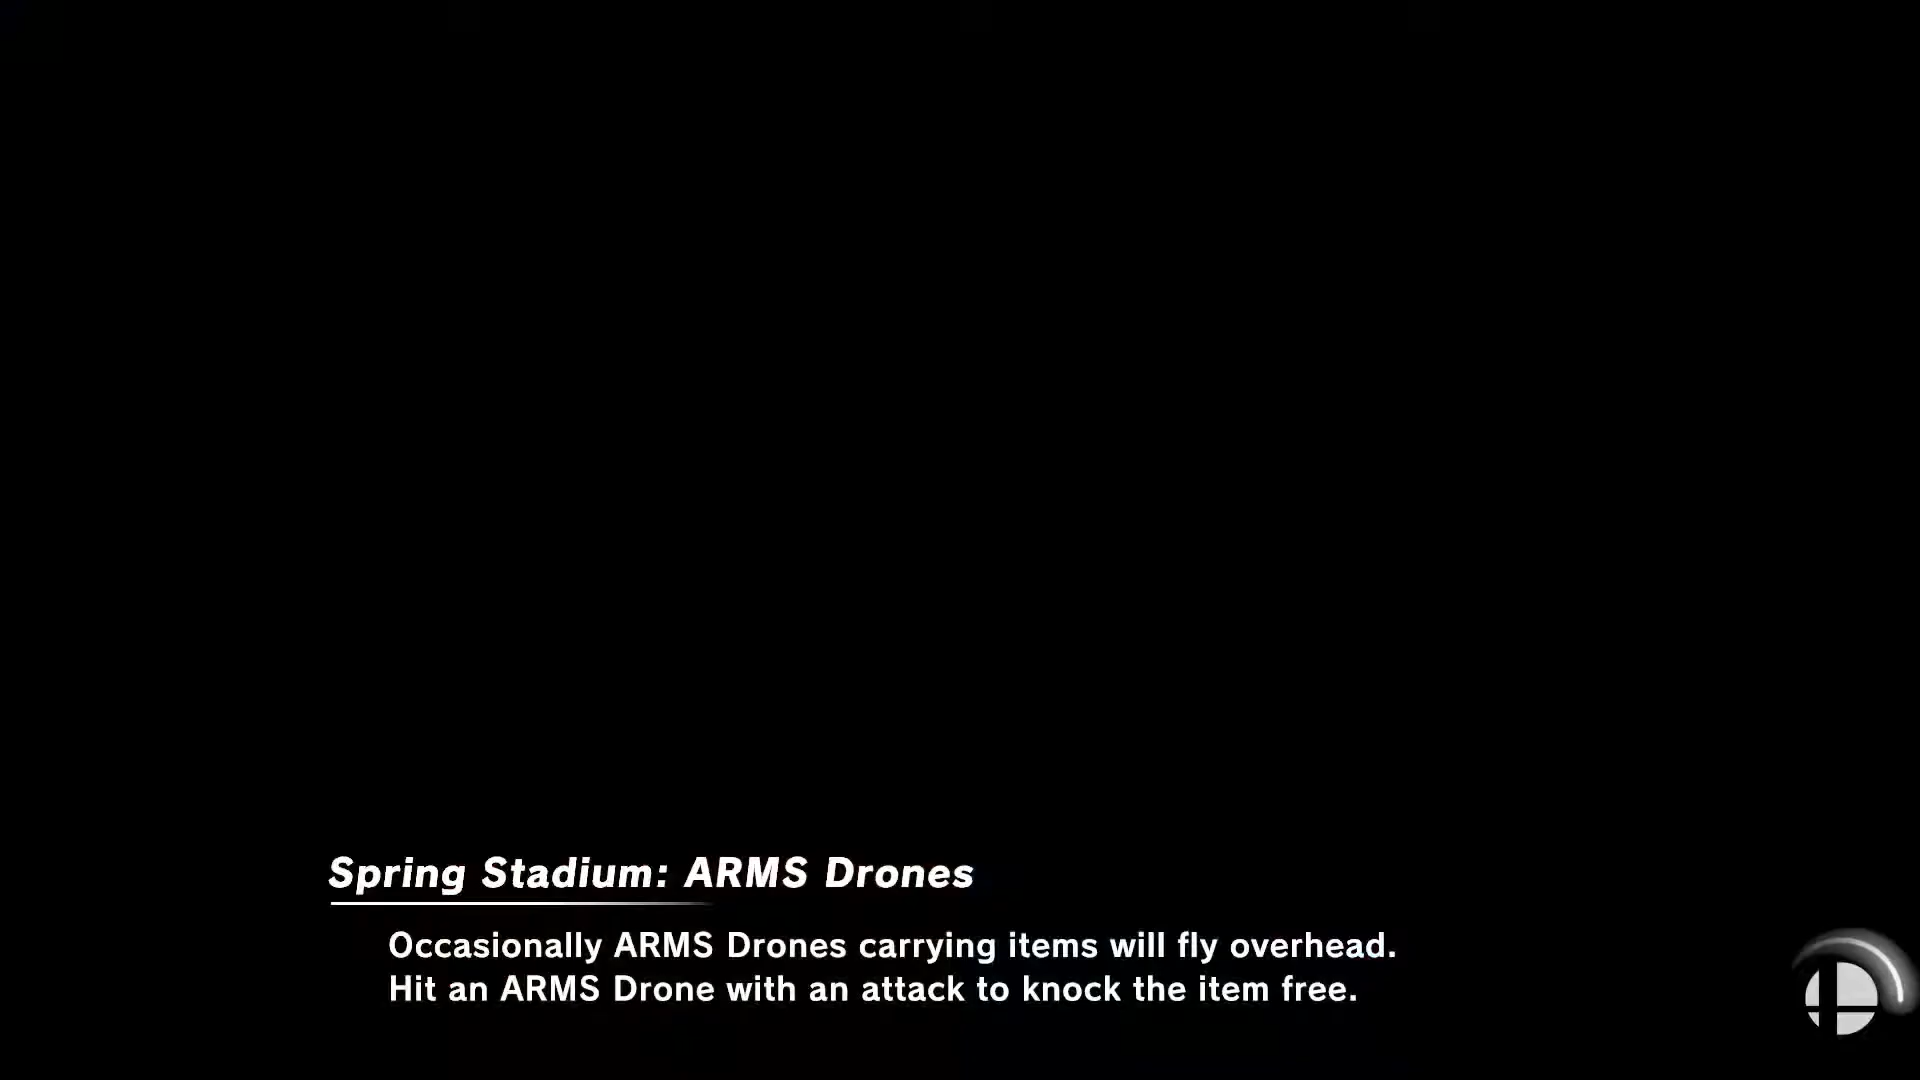 Spring Stadium: ARMS Drones
Occasionally ARMS Drones carrying items will fly overhead.
Hit an ARMS Drone with an attack to knock the item free.